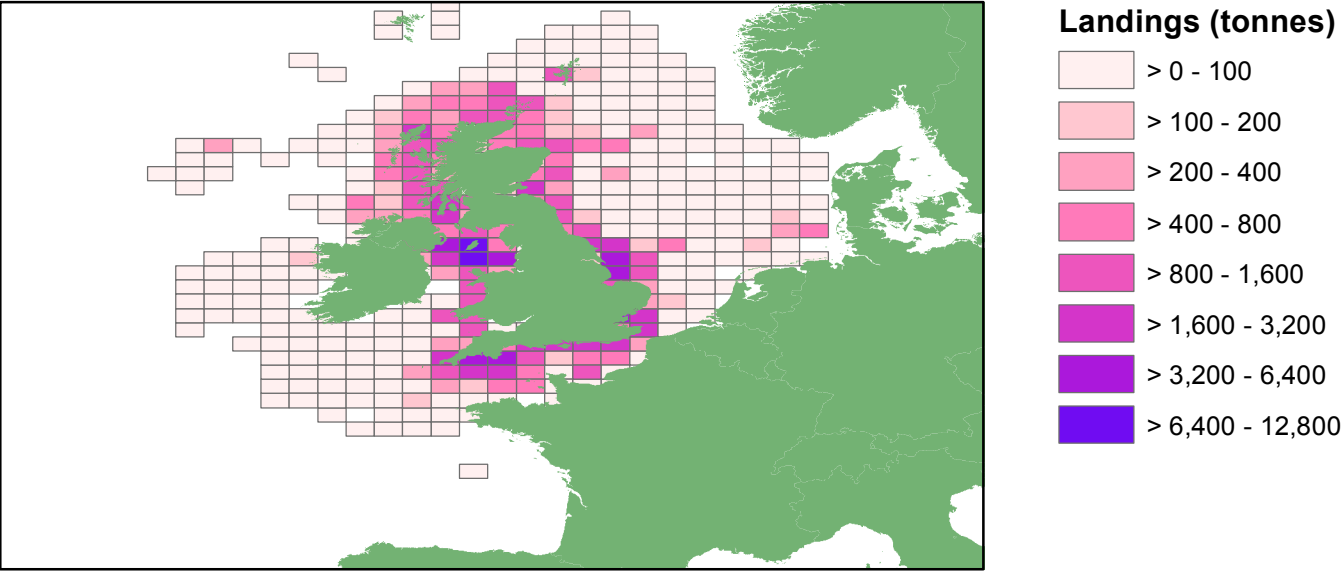 Landings (tonnes)
> 0 - 100
> 100 - 200
> 200 - 400
> 400 - 800
> 800 - 1,600
> 1,600 - 3,200
> 3,200 - 6,400
> 6,400 - 12,800